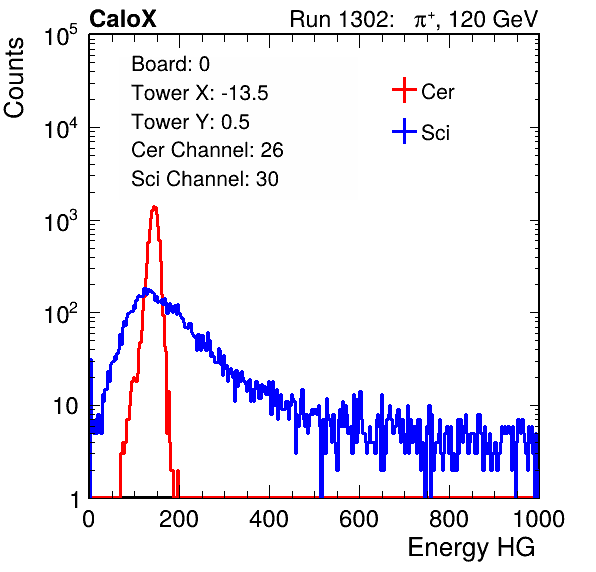 CaloX Run 1302: π⁺, 120 GeV
Counts
Board: 0
Tower X: -13.5
Tower Y: 0.5
Cer Channel: 26
Sci Channel: 30
Cer
Sci
10⁵
10⁴
10³
10²
10
1
0 200 400 600 800 1000
Energy HG